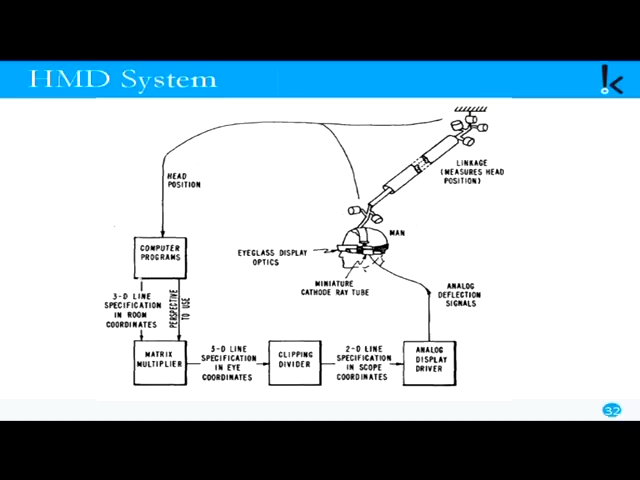 HMD System
HEAD
POSITION
LINKAGE
(MEASURES HEAD
POSITION)
MAN
EYEGLASS DISPLAY
OPTICS
MINIATURE
CATHODE RAY TUBE
ANALOG
DEFLECTION
SIGNALS
COMPUTER
PROGRAMS
3-D LINE
SPECIFICATION
IN ROOM
COORDINATES
PERSPECTIVE
TO USE
MATRIX
MULTIPLIER
3-D LINE
SPECIFICATION
IN EYE
COORDINATES
CLIPPING
DIVIDER
2-D LINE
SPECIFICATION
IN SCOPE
COORDINATES
ANALOG
DISPLAY
DRIVER
32